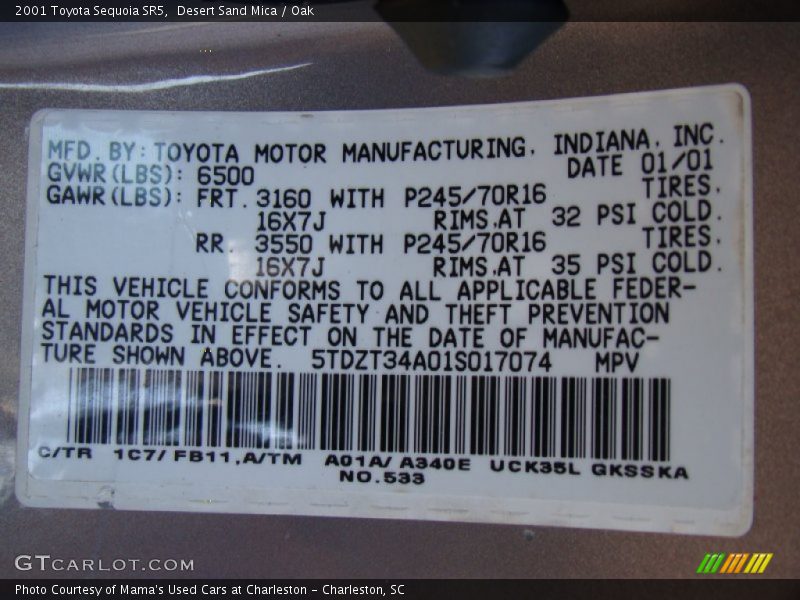 2001 Toyota Sequoia SR5,  Desert Sand Mica / Oak
MFD. BY: TOYOTA MOTOR MANUFACTURING, INDIANA, INC.
GVWR(LBS): 6500 DATE 01/01
GAWR(LBS): FRT. 3160 WITH P245/70R16 TIRES,
16X7J RIMS,AT 32 PSI COLD.
RR. 3550 WITH P245/70R16 TIRES,
16X7J RIMS,AT 35 PSI COLD.
THIS VEHICLE CONFORMS TO ALL APPLICABLE FEDER-
AL MOTOR VEHICLE SAFETY AND THEFT PREVENTION
STANDARDS IN EFFECT ON THE DATE OF MANUFAC-
TURE SHOWN ABOVE. 5TDZT34A01S017074 MPV
C/TR 1C7/FB11,A/TM A01A/A340E UCK35L GKSSKA
NO.533
GTCARLOT.COM
Photo Courtesy of Mama's Used Cars at Charleston - Charleston, SC